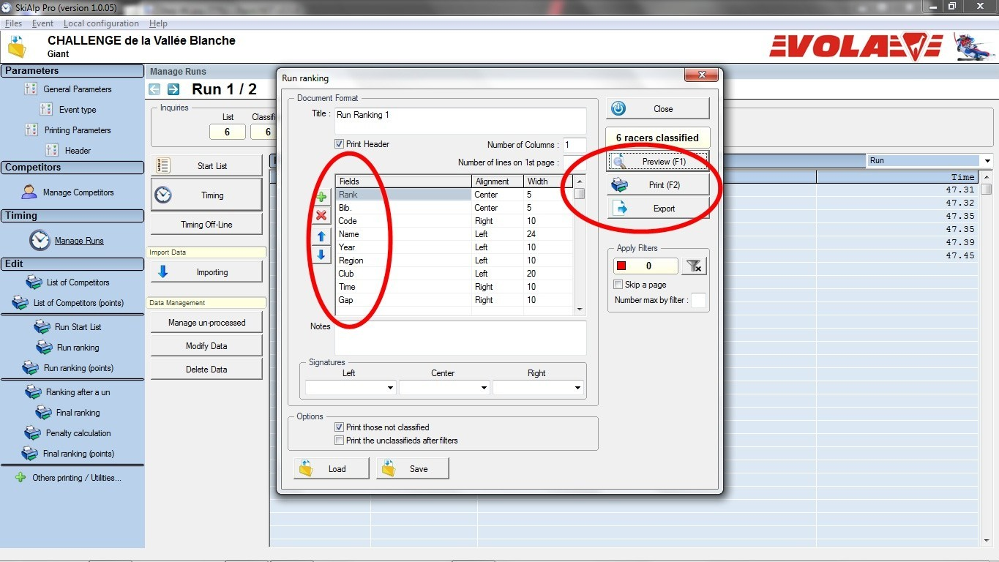 SkiAlp Pro (version 1.0.05)
Files Event Local configuration Help
CHALLENGE de la Vallée Blanche
Giant
VOLA
Parameters
General Parameters
Event type
Printing Parameters
Header
Competitors
Manage Competitors
Timing
Manage Runs
Edit
List of Competitors
List of Competitors (points)
Run Start List
Run ranking
Run ranking (points)
Ranking after a un
Final ranking
Penalty calculation
Final ranking (points)
Others printing / Utilities...
Manage Runs
Run 1 / 2
Inquiries
List Classifi
6 6
Start List
Timing
Timing Off-Line
Import Data
Importing
Data Management
Manage un-processed
Modify Data
Delete Data
Run ranking
Document Format
Title : Run Ranking 1
Print Header
Number of Columns : 1
Number of lines on 1st page :
Fields Alignment Width
Rank Center 5
Bib. Center 5
Code Right 10
Name Left 24
Year Left 10
Region Left 10
Club Left 20
Time Right 10
Gap Right 10
Notes
Signatures
Left Center Right
Options
Print those not classified
Print the unclassifieds after filters
Load Save
Close
6 racers classified
Preview (F1)
Print (F2)
Export
Apply Filters
0
Skip a page
Number max by filter :
Run
Time
47.31
47.32
47.35
47.35
47.39
47.45